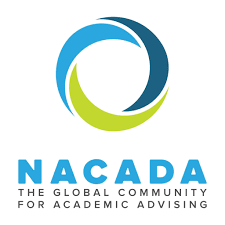 NACADA
THE GLOBAL COMMUNITY
FOR ACADEMIC ADVISING